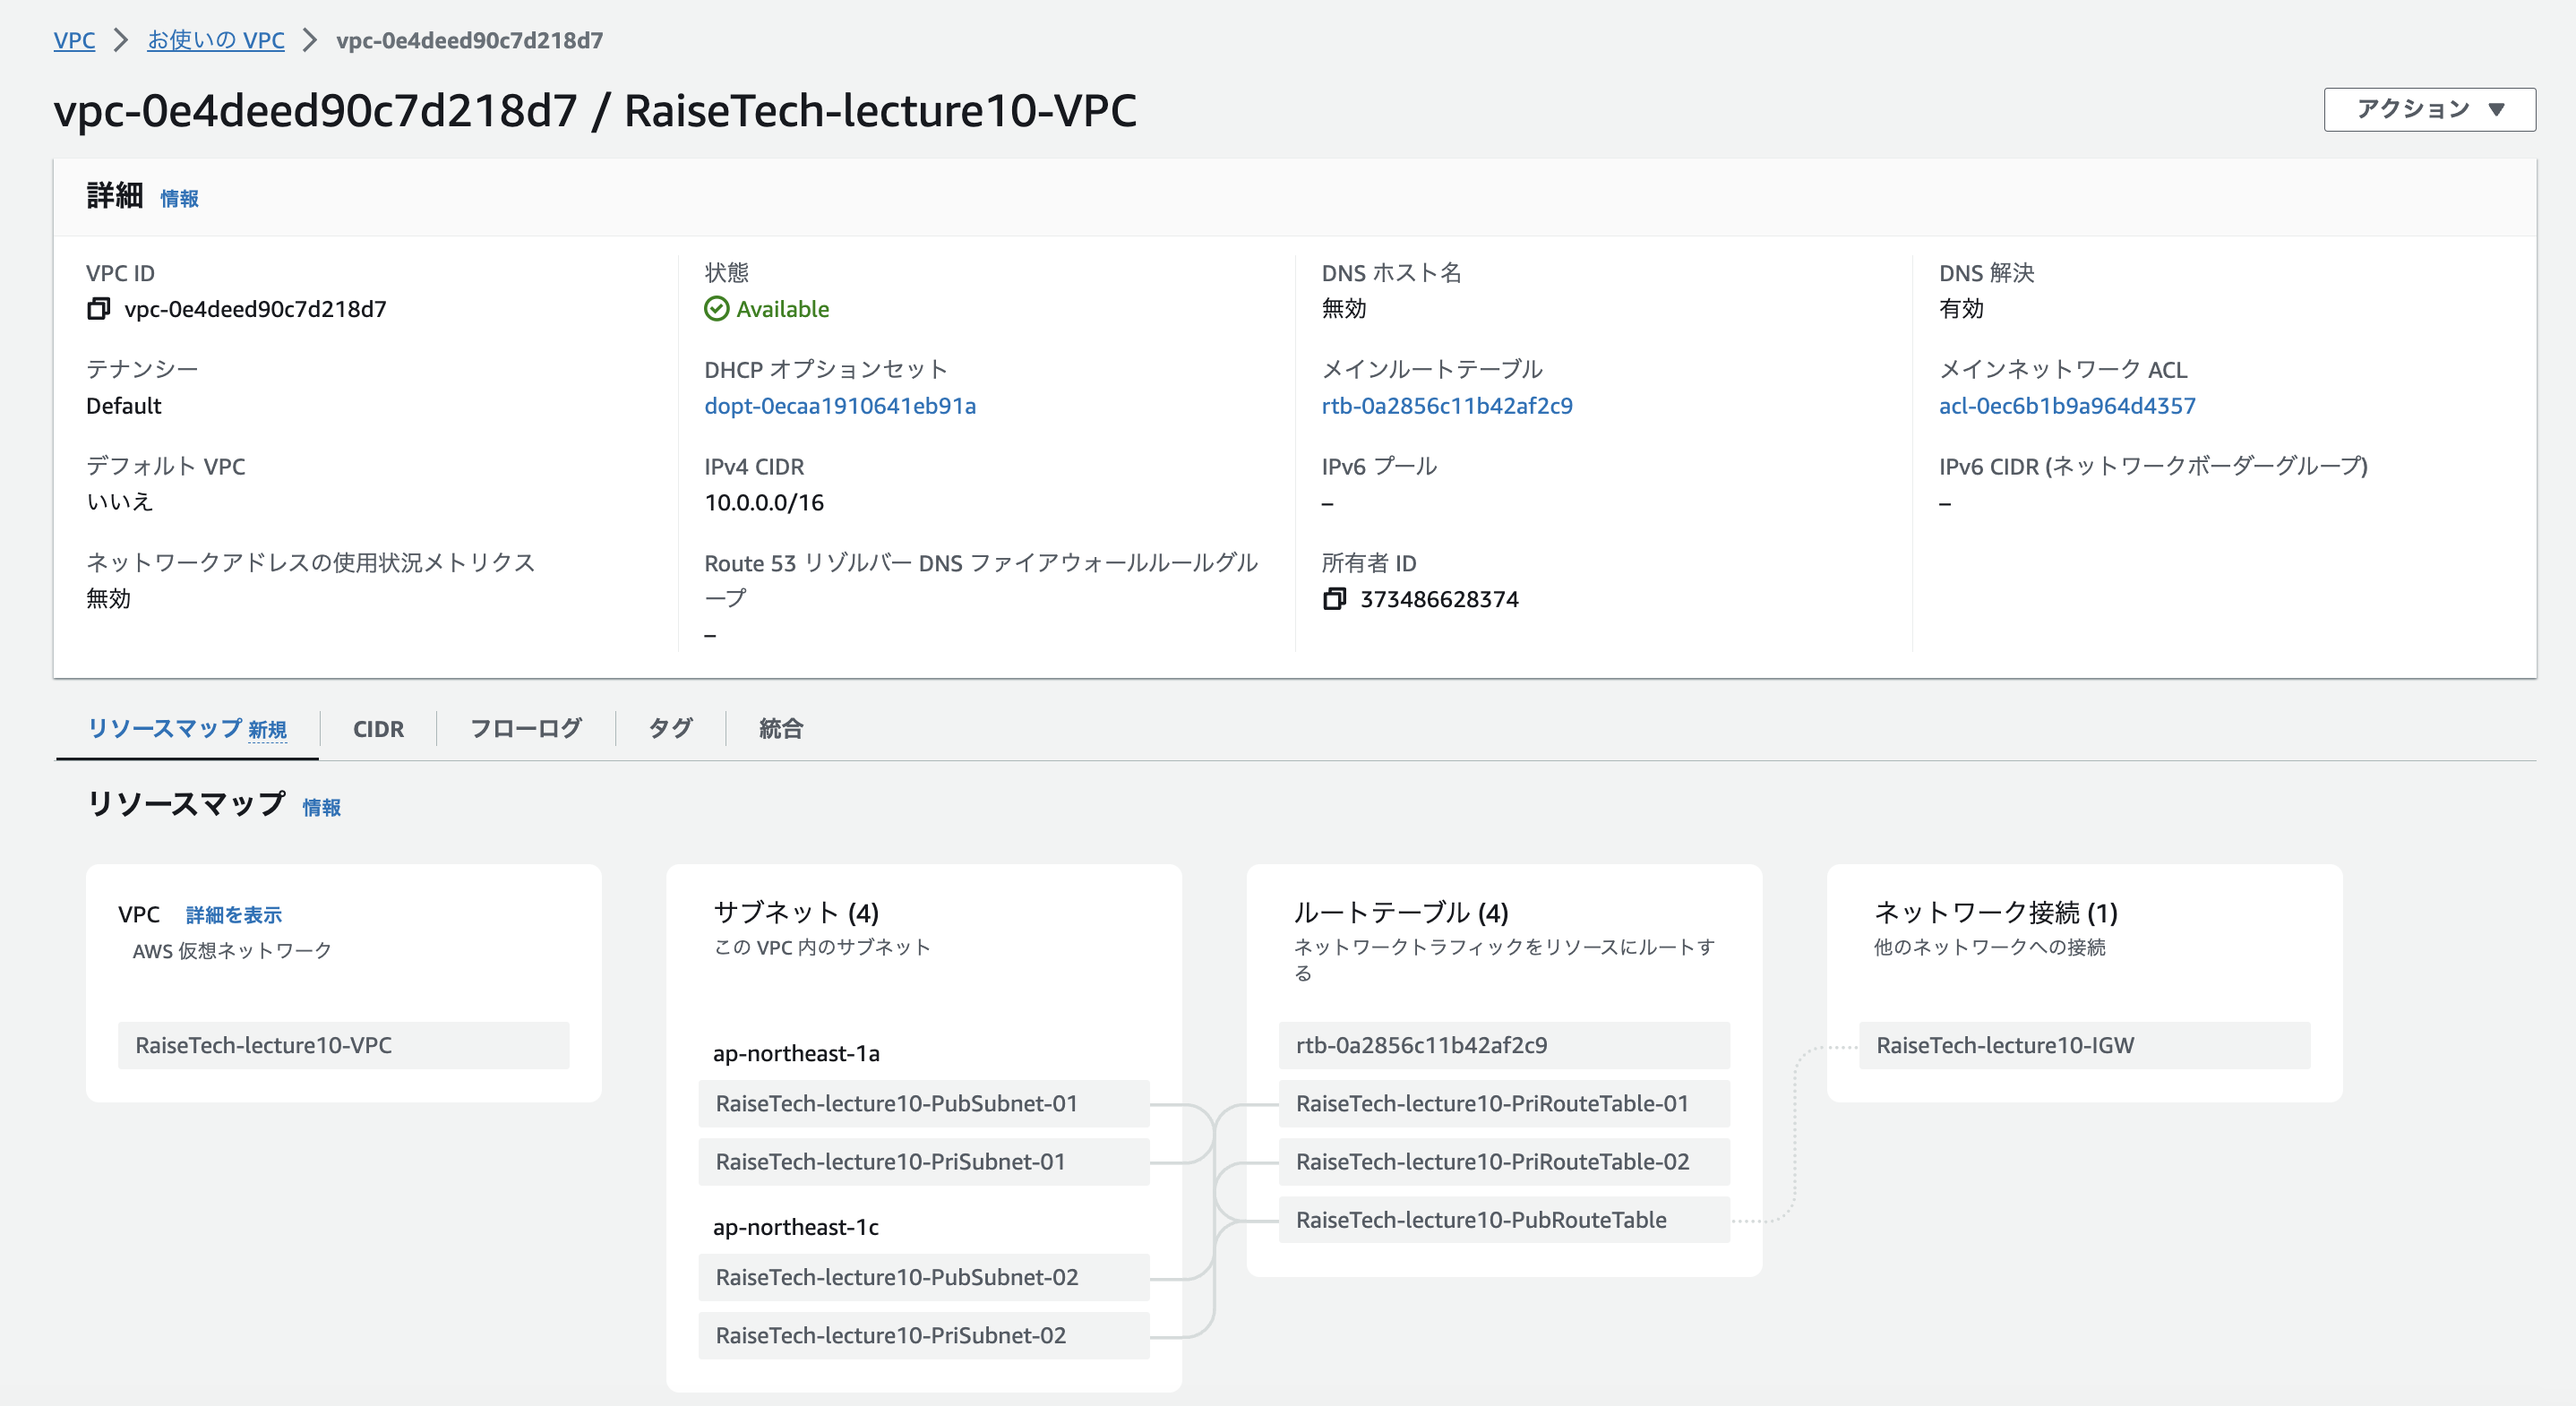 VPC > お使いの VPC > vpc-0e4deed90c7d218d7
vpc-0e4deed90c7d218d7 / RaiseTech-lecture10-VPC
アクション ▼
詳細 情報
VPC ID
vpc-0e4deed90c7d218d7
状態
Available
DNS ホスト名
無効
DNS 解決
有効
テナンシー
Default
DHCP オプションセット
dopt-0ecaa1910641eb91a
メインルートテーブル
rtb-0a2856c11b42af2c9
メインネットワーク ACL
acl-0ec6b1b9a964d4357
デフォルト VPC
いいえ
IPv4 CIDR
10.0.0.0/16
IPv6 プール
–
IPv6 CIDR (ネットワークボーダーグループ)
–
ネットワークアドレスの使用状況メトリクス
無効
Route 53 リゾルバー DNS ファイアウォールルールグル
ープ
–
所有者 ID
373486628374
リソースマップ 新規
CIDR
フローログ
タグ
統合
リソースマップ 情報
VPC 詳細を表示
AWS 仮想ネットワーク
RaiseTech-lecture10-VPC
サブネット (4)
この VPC 内のサブネット
ap-northeast-1a
RaiseTech-lecture10-PubSubnet-01
RaiseTech-lecture10-PriSubnet-01
ap-northeast-1c
RaiseTech-lecture10-PubSubnet-02
RaiseTech-lecture10-PriSubnet-02
ルートテーブル (4)
ネットワークトラフィックをリソースにルートす
る
rtb-0a2856c11b42af2c9
RaiseTech-lecture10-PriRouteTable-01
RaiseTech-lecture10-PriRouteTable-02
RaiseTech-lecture10-PubRouteTable
ネットワーク接続 (1)
他のネットワークへの接続
RaiseTech-lecture10-IGW